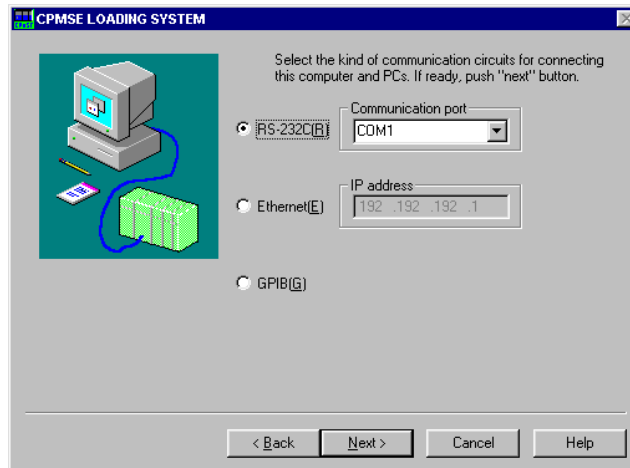 CPMSE LOADING SYSTEM
Select the kind of communication circuits for connecting
this computer and PCs. If ready, push "next" button.
RS-232C(R)
Communication port
COM1
Ethernet(E)
IP address
192 .192 .192 .1
GPIB(G)
< Back
Next >
Cancel
Help